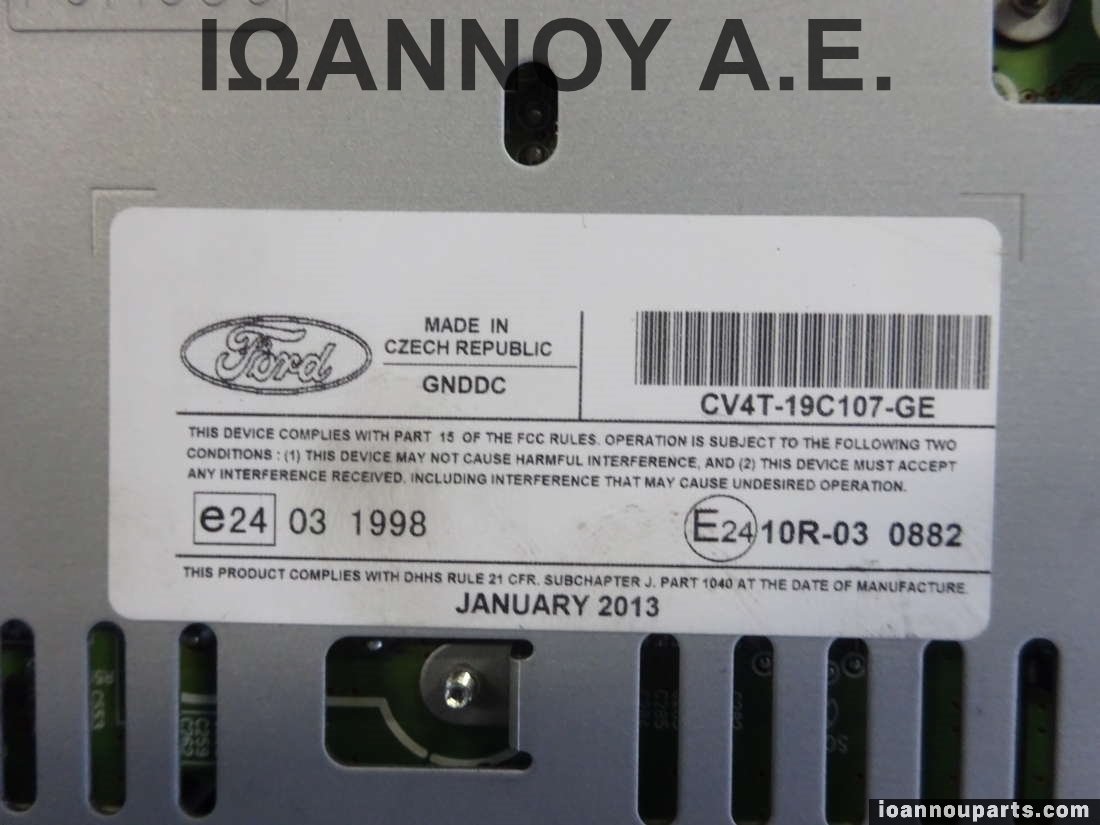 ΙΩΑΝΝΟΥ Α.Ε.
Ford
MADE IN
CZECH REPUBLIC
GNDDC
CV4T-19C107-GE
THIS DEVICE COMPLIES WITH PART 15 OF THE FCC RULES. OPERATION IS SUBJECT TO THE FOLLOWING TWO
CONDITIONS : (1) THIS DEVICE MAY NOT CAUSE HARMFUL INTERFERENCE, AND (2) THIS DEVICE MUST ACCEPT
ANY INTERFERENCE RECEIVED, INCLUDING INTERFERENCE THAT MAY CAUSE UNDESIRED OPERATION.
e24 03 1998
E24 10R-03 0882
THIS PRODUCT COMPLIES WITH DHHS RULE 21 CFR. SUBCHAPTER J. PART 1040 AT THE DATE OF MANUFACTURE.
JANUARY 2013
C259
ioannouparts.com